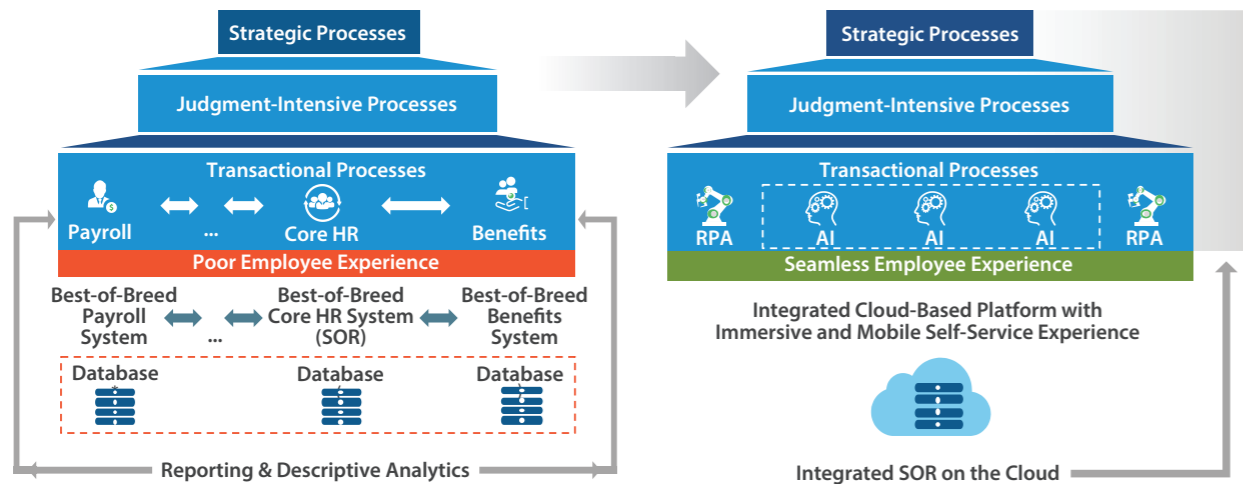 Strategic Processes
Judgment-Intensive Processes
Transactional Processes
Payroll
...
Core HR
Benefits
Poor Employee Experience
Best-of-Breed
Payroll
System
...
Best-of-Breed
Core HR System
(SOR)
Best-of-Breed
Benefits
System
Database
Database
Database
Reporting & Descriptive Analytics
Strategic Processes
Judgment-Intensive Processes
Transactional Processes
RPA
AI
AI
AI
RPA
Seamless Employee Experience
Integrated Cloud-Based Platform with
Immersive and Mobile Self-Service Experience
Integrated SOR on the Cloud